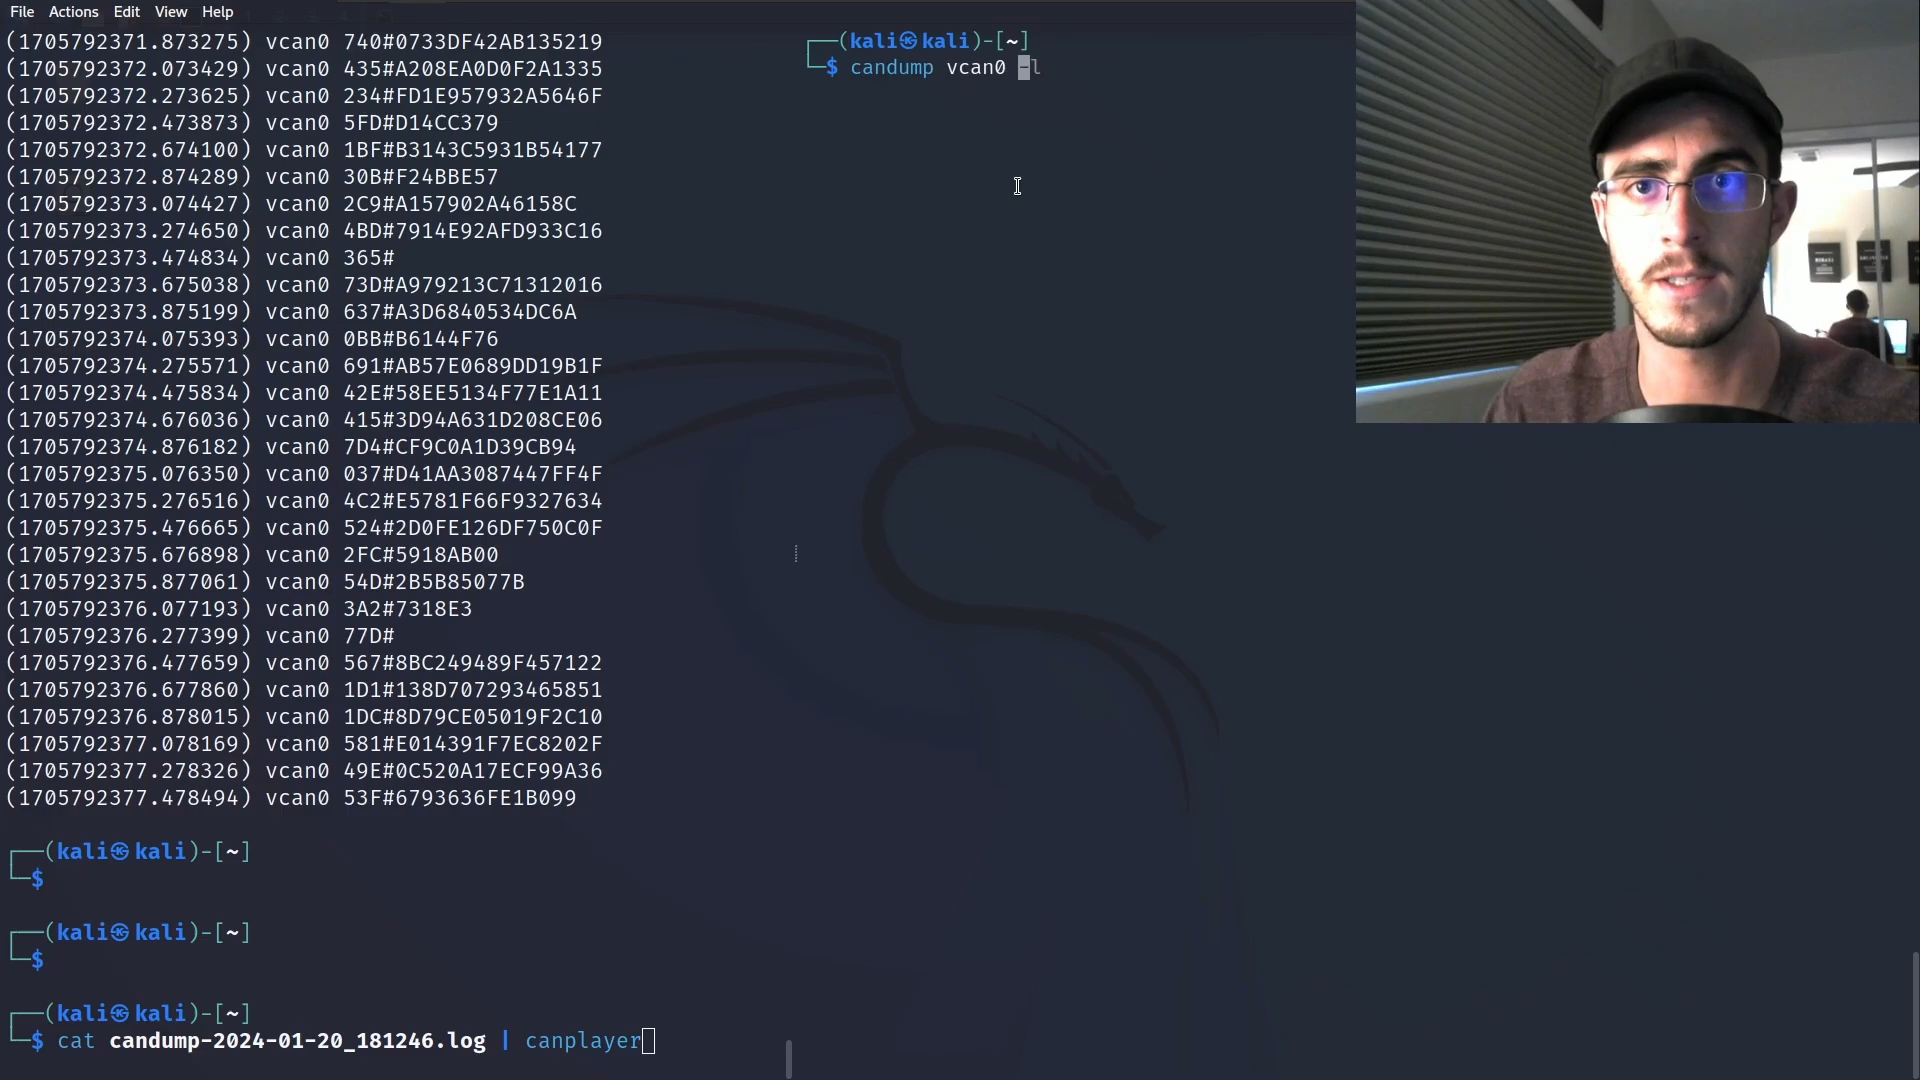 File Actions Edit View Help
(1705792371.873275) vcan0 740#0733DF42AB135219
(1705792372.073429) vcan0 435#A208EA0D0F2A1335
(1705792372.273625) vcan0 234#FD1E957932A5646F
(1705792372.473873) vcan0 5FD#D14CC379
(1705792372.674100) vcan0 1BF#B3143C5931B54177
(1705792372.874289) vcan0 30B#F24BBE57
(1705792373.074427) vcan0 2C9#A157902A46158C
(1705792373.274650) vcan0 4BD#7914E92AFD933C16
(1705792373.474834) vcan0 365#
(1705792373.675038) vcan0 73D#A979213C71312016
(1705792373.875199) vcan0 637#A3D6840534DC6A
(1705792374.075393) vcan0 0BB#B6144F76
(1705792374.275571) vcan0 691#AB57E0689DD19B1F
(1705792374.475834) vcan0 42E#58EE5134F77E1A11
(1705792374.676036) vcan0 415#3D94A631D208CE06
(1705792374.876182) vcan0 7D4#CF9C0A1D39CB94
(1705792375.076350) vcan0 037#D41AA3087447FF4F
(1705792375.276516) vcan0 4C2#E5781F66F9327634
(1705792375.476665) vcan0 524#2D0FE126DF750C0F
(1705792375.676898) vcan0 2FC#5918AB00
(1705792375.877061) vcan0 54D#2B5B85077B
(1705792376.077193) vcan0 3A2#7318E3
(1705792376.277399) vcan0 77D#
(1705792376.477659) vcan0 567#8BC249489F457122
(1705792376.677860) vcan0 1D1#138D707293465851
(1705792376.878015) vcan0 1DC#8D79CE05019F2C10
(1705792377.078169) vcan0 581#E014391F7EC8202F
(1705792377.278326) vcan0 49E#0C520A17ECF99A36
(1705792377.478494) vcan0 53F#6793636FE1B099
┌──(kali㉿kali)-[~]
└─$
┌──(kali㉿kali)-[~]
└─$
┌──(kali㉿kali)-[~]
└─$ cat candump-2024-01-20_181246.log | canplayer
┌──(kali㉿kali)-[~]
└─$ candump vcan0 -l